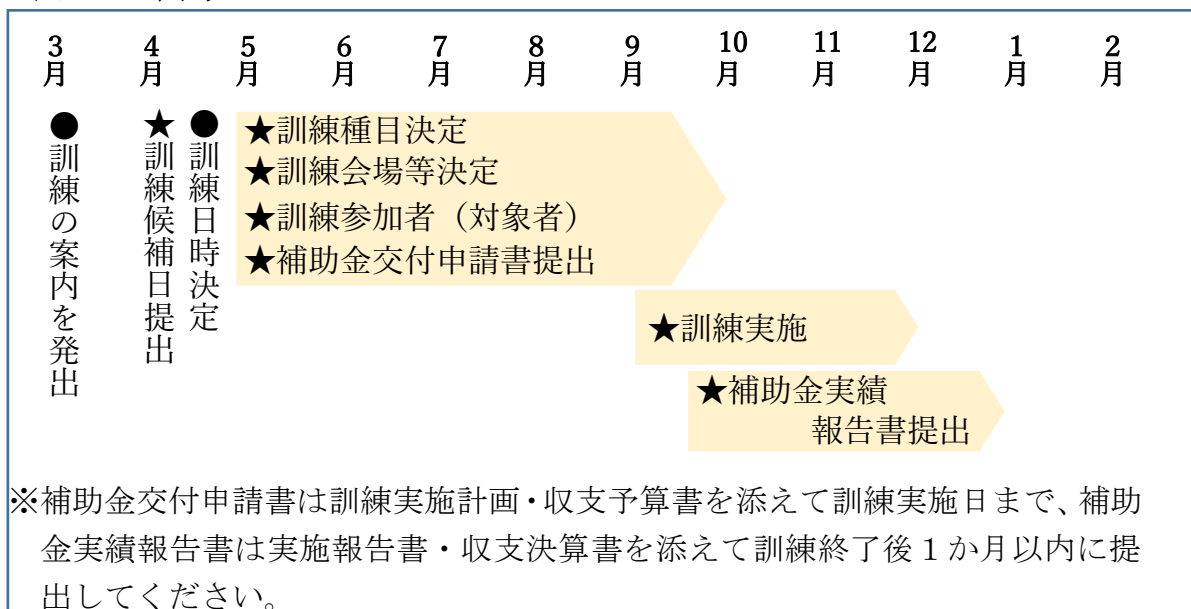 3月 4月 5月 6月 7月 8月 9月 10月 11月 12月 1月 2月
●訓練の案内を発出
★訓練候補日提出
●訓練日時決定
★訓練種目決定
★訓練会場等決定
★訓練参加者（対象者）
★補助金交付申請書提出
★訓練実施
★補助金実績
報告書提出
※補助金交付申請書は訓練実施計画・収支予算書を添えて訓練実施日まで、補助
金実績報告書は実施報告書・収支決算書を添えて訓練終了後１か月以内に提
出してください。